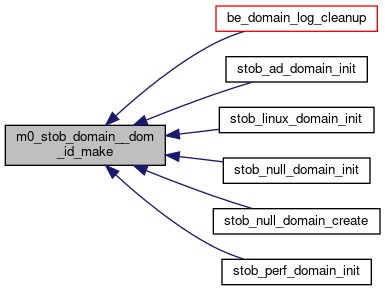 be_domain_log_cleanup
stob_ad_domain_init
stob_linux_domain_init
m0_stob_domain__dom
_id_make
stob_null_domain_init
stob_null_domain_create
stob_perf_domain_init